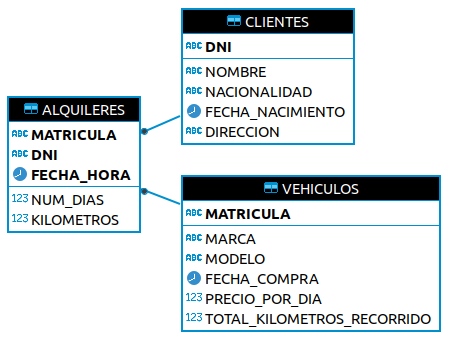 CLIENTES
ABC DNI
ABC NOMBRE
ABC NACIONALIDAD
FECHA_NACIMIENTO
ABC DIRECCION
ALQUILERES
ABC MATRICULA
ABC DNI
FECHA_HORA
123 NUM_DIAS
123 KILOMETROS
VEHICULOS
ABC MATRICULA
ABC MARCA
ABC MODELO
FECHA_COMPRA
123 PRECIO_POR_DIA
123 TOTAL_KILOMETROS_RECORRIDO